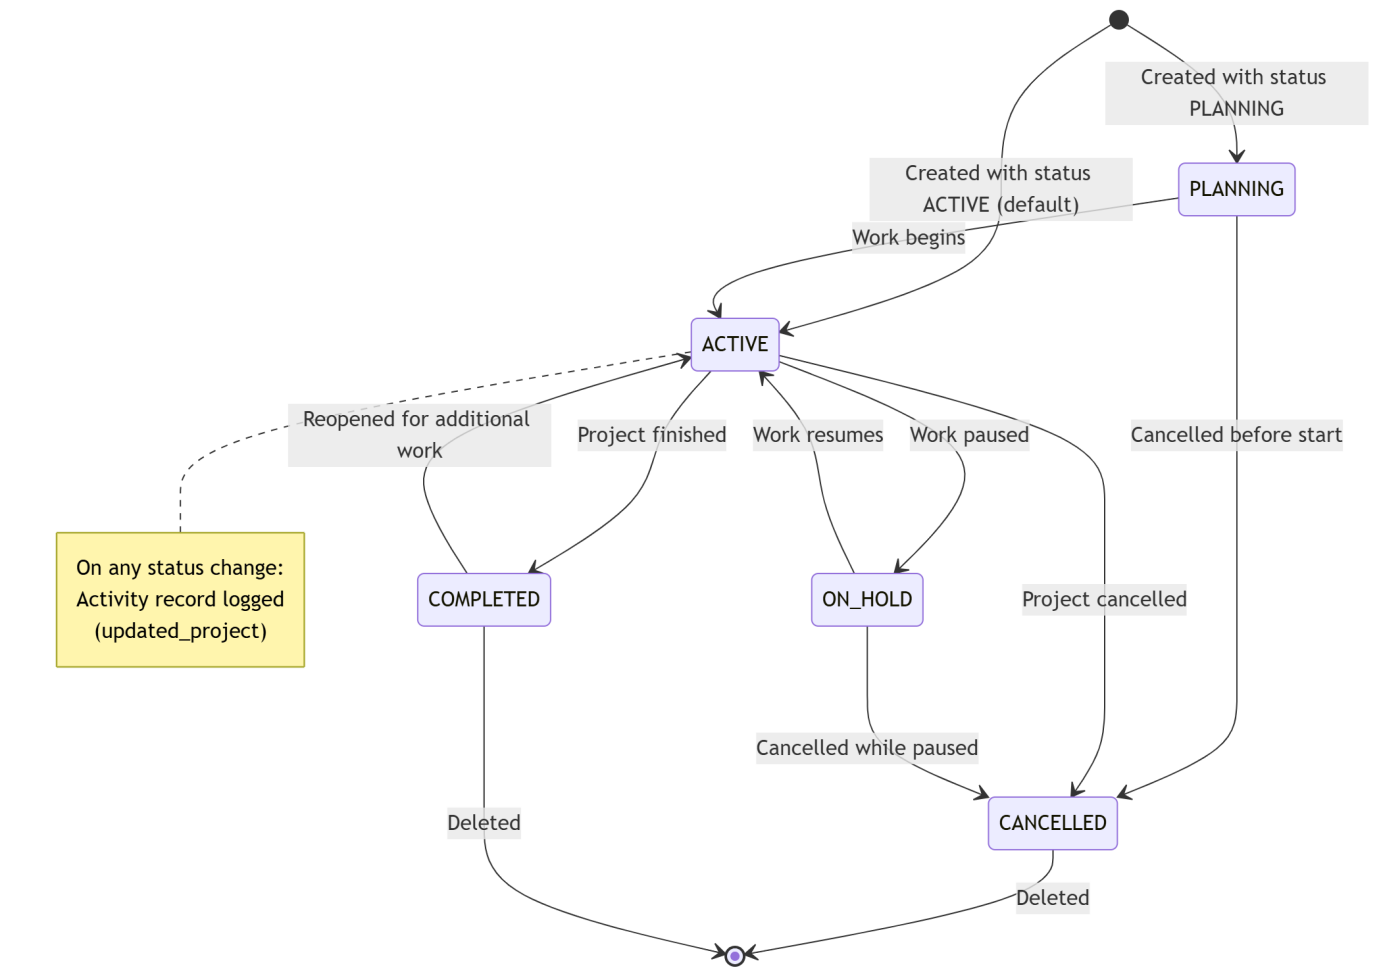 Created with status
PLANNING
Created with status
ACTIVE (default)
PLANNING
Work begins
ACTIVE
Reopened for additional
work
Project finished
Work resumes
Work paused
Cancelled before start
On any status change:
Activity record logged
(updated_project)
COMPLETED
ON_HOLD
Project cancelled
Cancelled while paused
Deleted
CANCELLED
Deleted